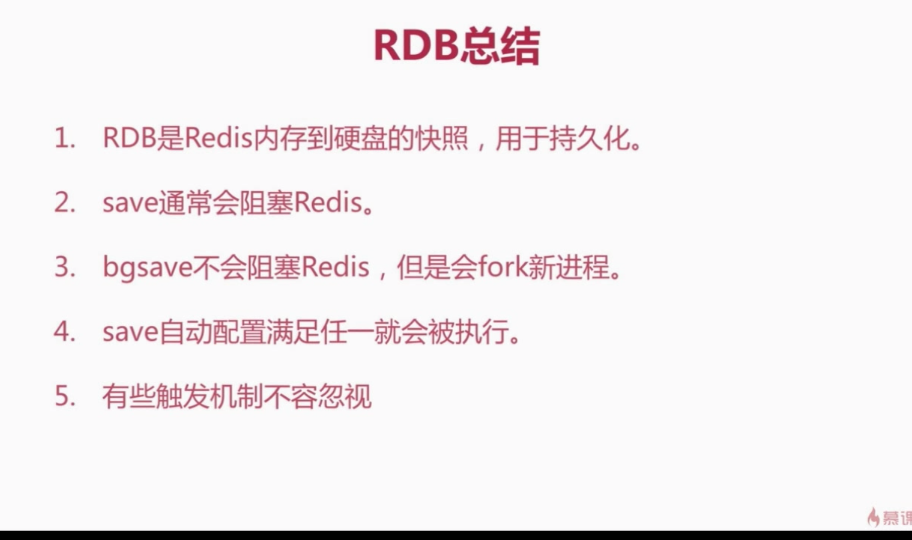 RDB总结
1. RDB是Redis内存到硬盘的快照，用于持久化。
2. save通常会阻塞Redis。
3. bgsave不会阻塞Redis，但是会fork新进程。
4. save自动配置满足任一就会被执行。
5. 有些触发机制不容忽视
慕课